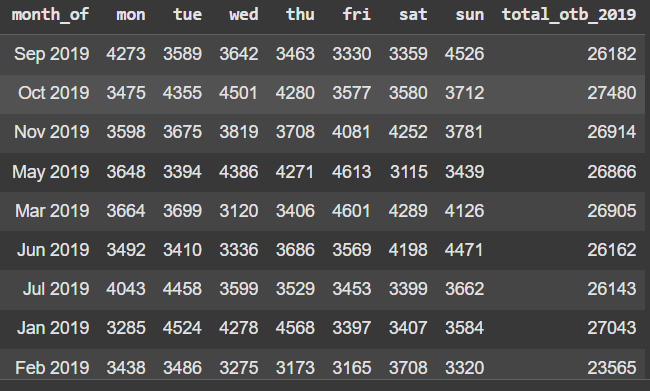 month_of mon tue wed thu fri sat sun total_otb_2019
Sep 2019 4273 3589 3642 3463 3330 3359 4526 26182
Oct 2019 3475 4355 4501 4280 3577 3580 3712 27480
Nov 2019 3598 3675 3819 3708 4081 4252 3781 26914
May 2019 3648 3394 4386 4271 4613 3115 3439 26866
Mar 2019 3664 3699 3120 3406 4601 4289 4126 26905
Jun 2019 3492 3410 3336 3686 3569 4198 4471 26162
Jul 2019 4043 4458 3599 3529 3453 3399 3662 26143
Jan 2019 3285 4524 4278 4568 3397 3407 3584 27043
Feb 2019 3438 3486 3275 3173 3165 3708 3320 23565